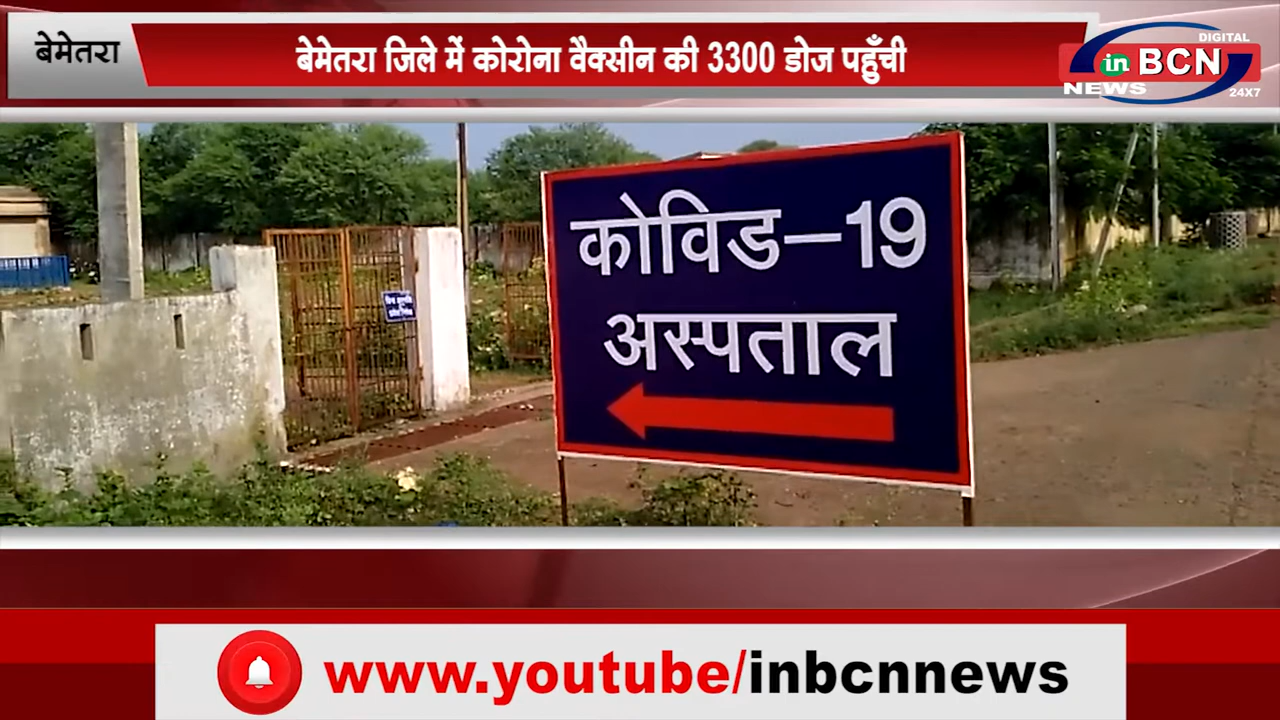 बेमेतरा
बेमेतरा जिले में कोरोना वैक्सीन की 3300 डोज पहुँची
DIGITAL
in BCN
NEWS
24X7
कोविड–19
अस्पताल
www.youtube/inbcnnews